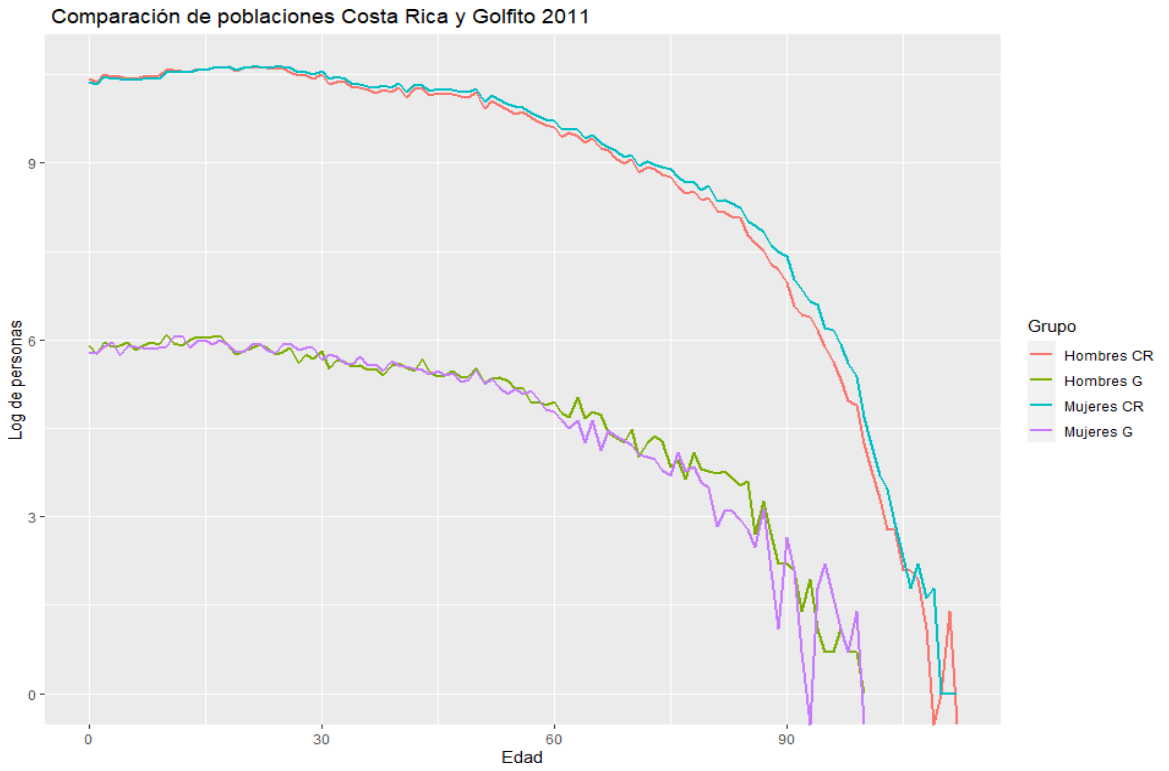 Comparación de poblaciones Costa Rica y Golfito 2011
Log de personas
9
6
3
0
0
30
60
90
Edad
Grupo
Hombres CR
Hombres G
Mujeres CR
Mujeres G